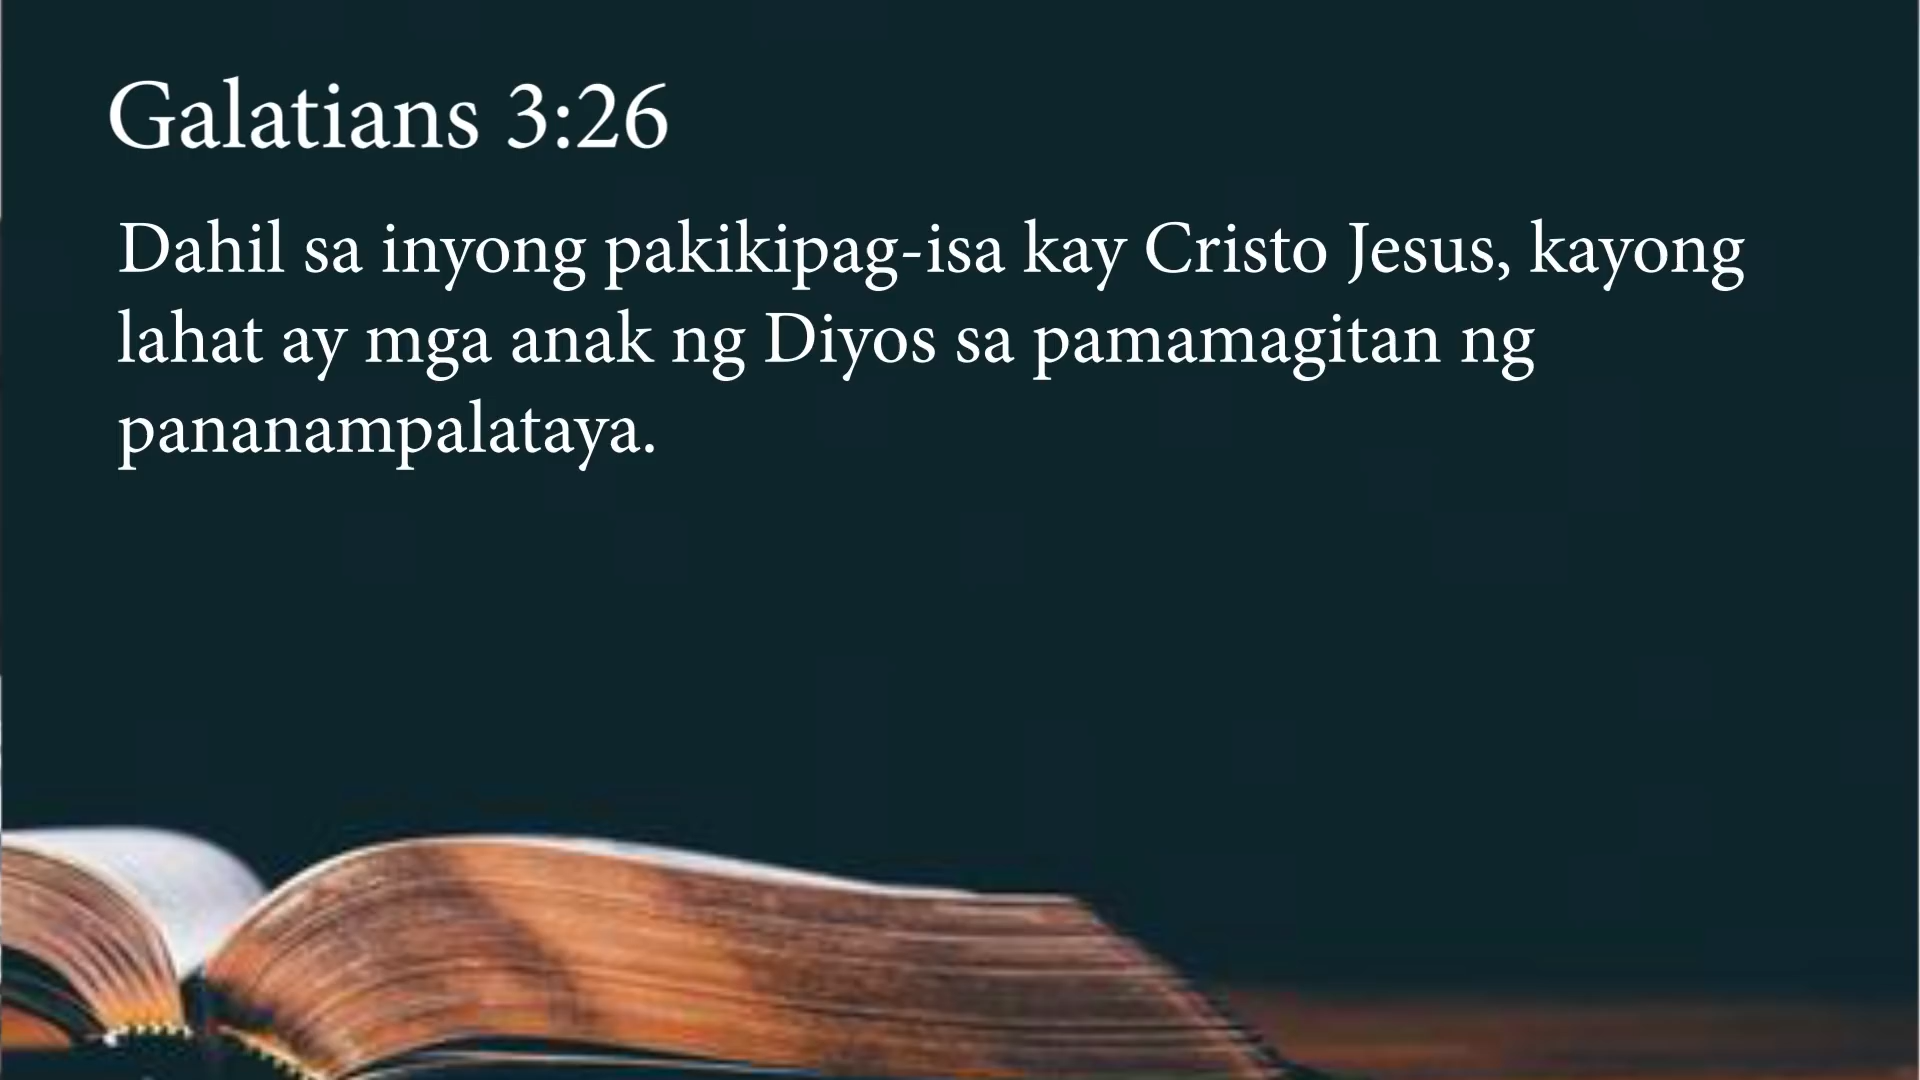 Galatians 3:26
Dahil sa inyong pakikipag-isa kay Cristo Jesus, kayong
lahat ay mga anak ng Diyos sa pamamagitan ng
pananampalataya.